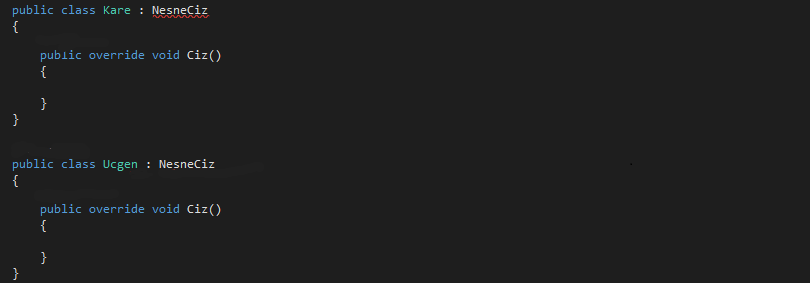 public class Kare : NesneCiz
{
public override void Ciz()
{
}
}
public class Ucgen : NesneCiz
{
public override void Ciz()
{
}
}